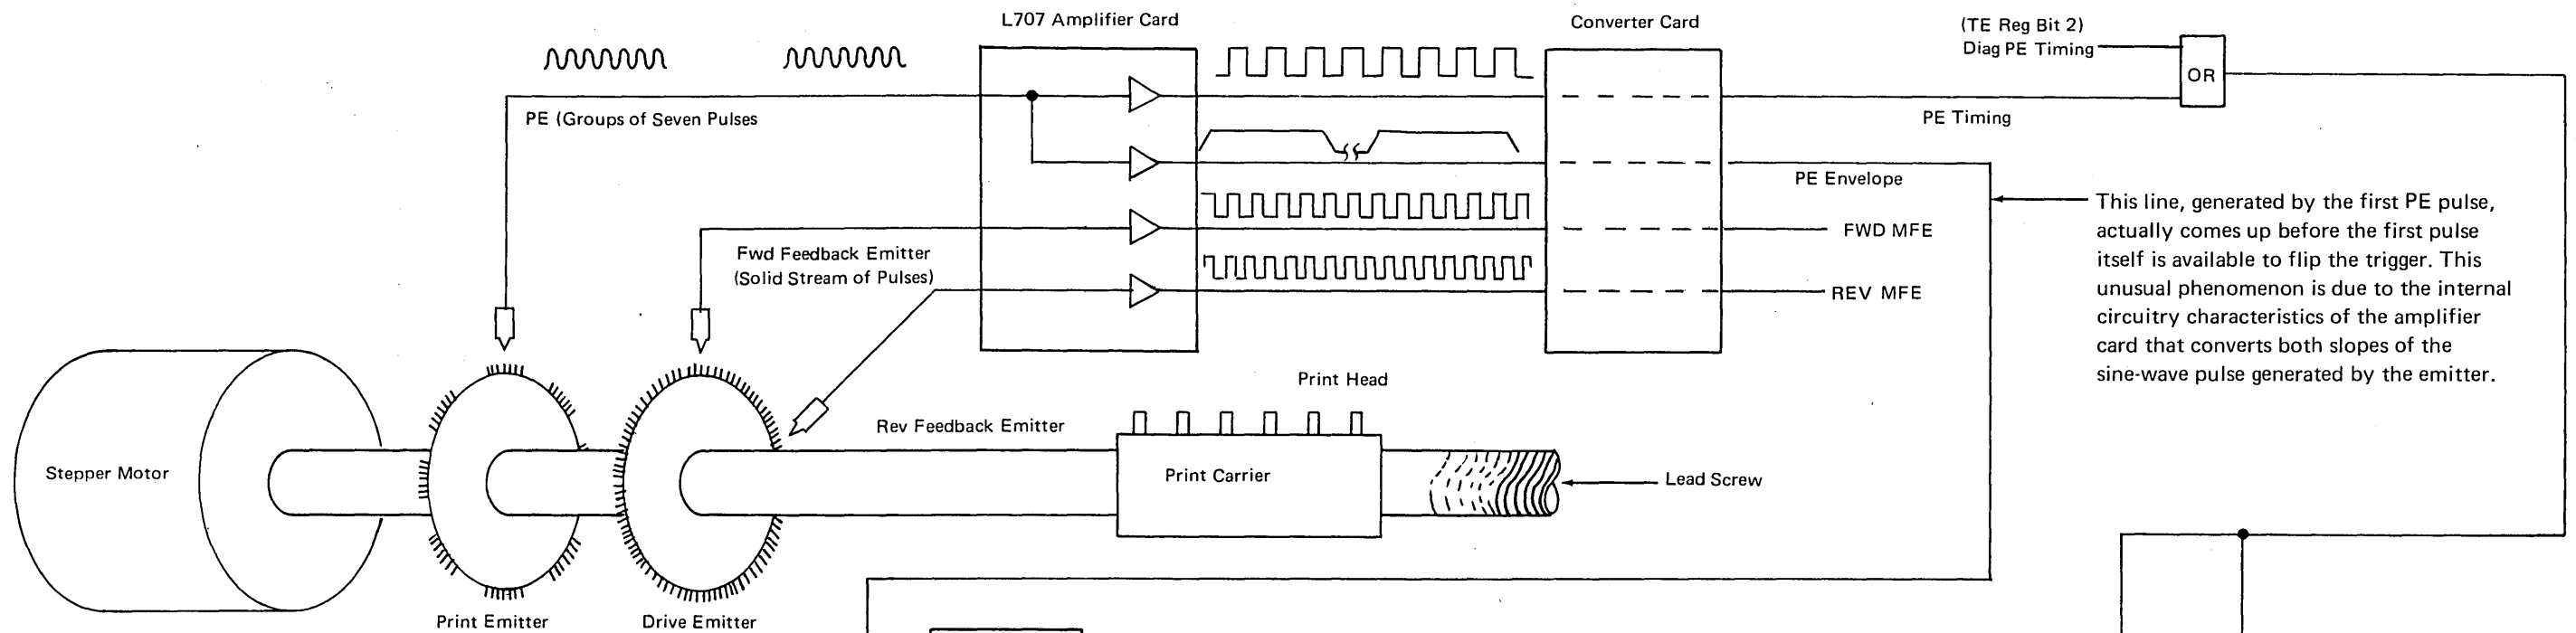 L707 Amplifier Card
Converter Card
(TE Reg Bit 2)
Diag PE Timing
OR
PE (Groups of Seven Pulses
PE Timing
PE Envelope
This line, generated by the first PE pulse,
actually comes up before the first pulse
itself is available to flip the trigger. This
unusual phenomenon is due to the internal
circuitry characteristics of the amplifier
card that converts both slopes of the
sine-wave pulse generated by the emitter.
Fwd Feedback Emitter
(Solid Stream of Pulses)
FWD MFE
REV MFE
Print Head
Rev Feedback Emitter
Stepper Motor
Print Carrier
Lead Screw
Print Emitter
Drive Emitter